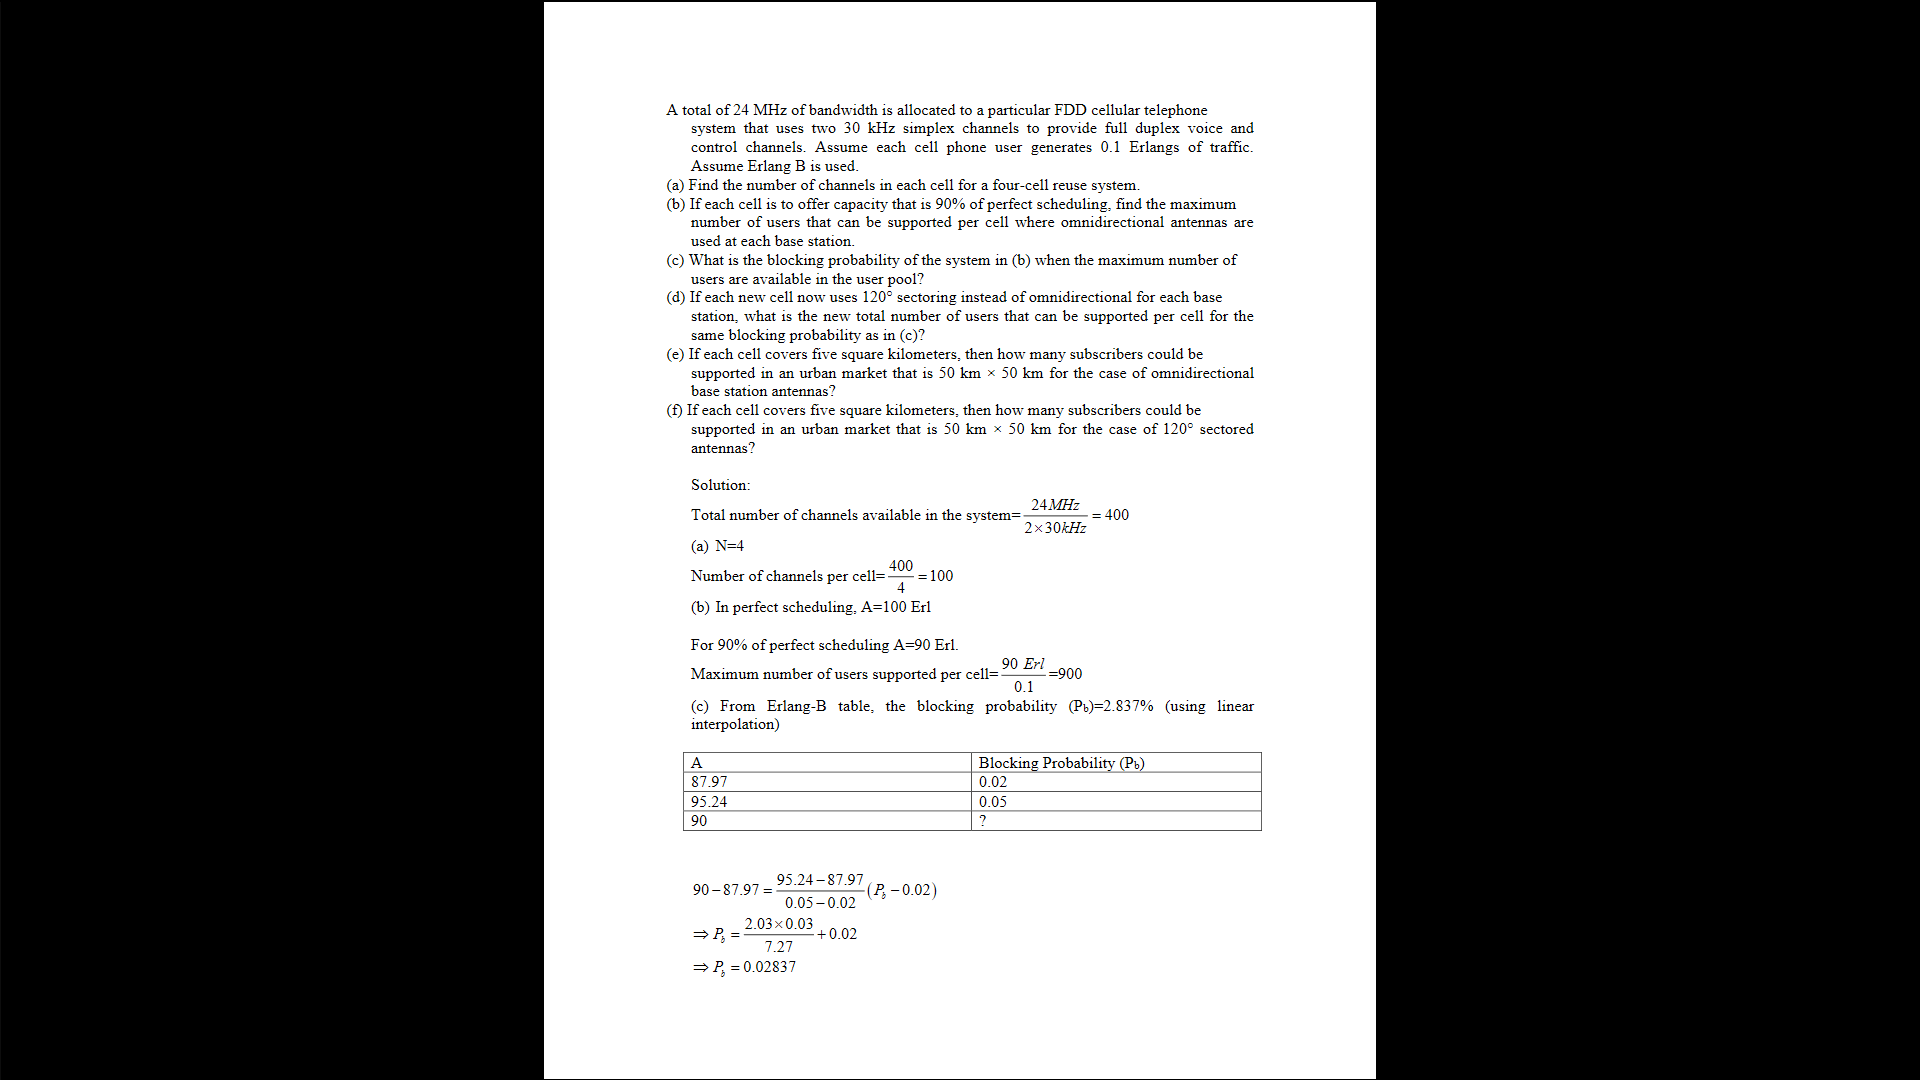 A total of 24 MHz of bandwidth is allocated to a particular FDD cellular telephone
system that uses two 30 kHz simplex channels to provide full duplex voice and
control channels. Assume each cell phone user generates 0.1 Erlangs of traffic.
Assume Erlang B is used.
(a) Find the number of channels in each cell for a four-cell reuse system.
(b) If each cell is to offer capacity that is 90% of perfect scheduling, find the maximum
number of users that can be supported per cell where omnidirectional antennas are
used at each base station.
(c) What is the blocking probability of the system in (b) when the maximum number of
users are available in the user pool?
(d) If each new cell now uses 120° sectoring instead of omnidirectional for each base
station, what is the new total number of users that can be supported per cell for the
same blocking probability as in (c)?
(e) If each cell covers five square kilometers, then how many subscribers could be
supported in an urban market that is 50 km × 50 km for the case of omnidirectional
base station antennas?
(f) If each cell covers five square kilometers, then how many subscribers could be
supported in an urban market that is 50 km × 50 km for the case of 120° sectored
antennas?
Solution:
Total number of channels available in the system= 24MHz / 2×30kHz = 400
(a) N=4
Number of channels per cell= 400 / 4 = 100
(b) In perfect scheduling, A=100 Erl
For 90% of perfect scheduling A=90 Erl.
Maximum number of users supported per cell= 90 Erl / 0.1 =900
(c) From Erlang-B table, the blocking probability (Pb)=2.837% (using linear
interpolation)
A Blocking Probability (Pb)
87.97 0.02
95.24 0.05
90 ?
90−87.97 = 95.24−87.97 / 0.05−0.02 (Pb −0.02)
⇒ Pb = 2.03×0.03 / 7.27 +0.02
⇒ Pb = 0.02837